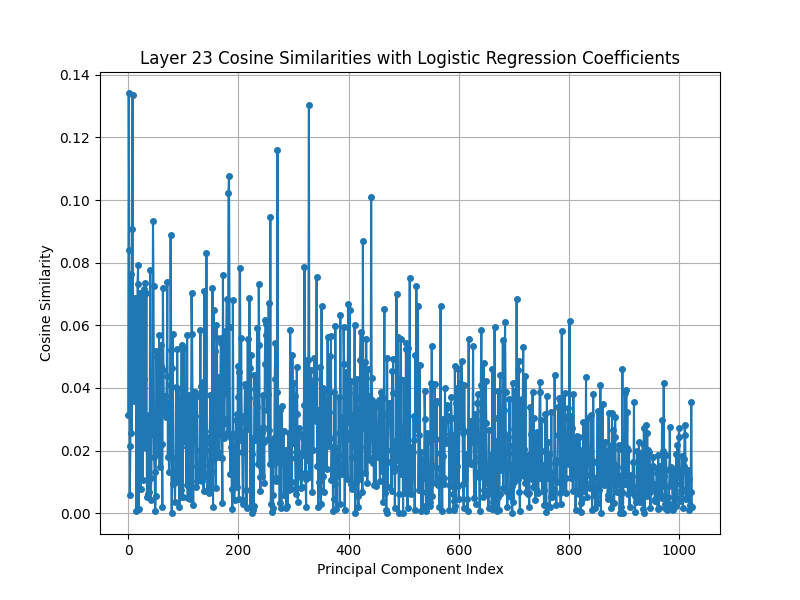 Layer 23 Cosine Similarities with Logistic Regression Coefficients
0.14
0.12
0.10
0.08
0.06
0.04
0.02
0.00
Cosine Similarity
0 200 400 600 800 1000
Principal Component Index